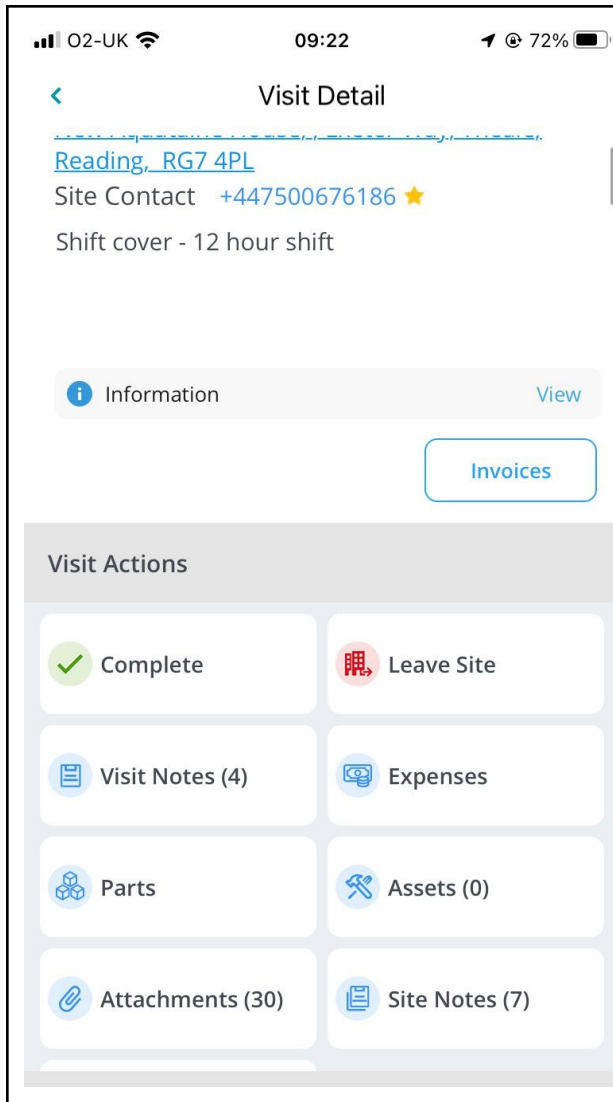 O2-UK 09:22 72%
Visit Detail
Reading, RG7 4PL
Site Contact +447500676186
Shift cover - 12 hour shift
Information View
Invoices
Visit Actions
Complete Leave Site
Visit Notes (4) Expenses
Parts Assets (0)
Attachments (30) Site Notes (7)